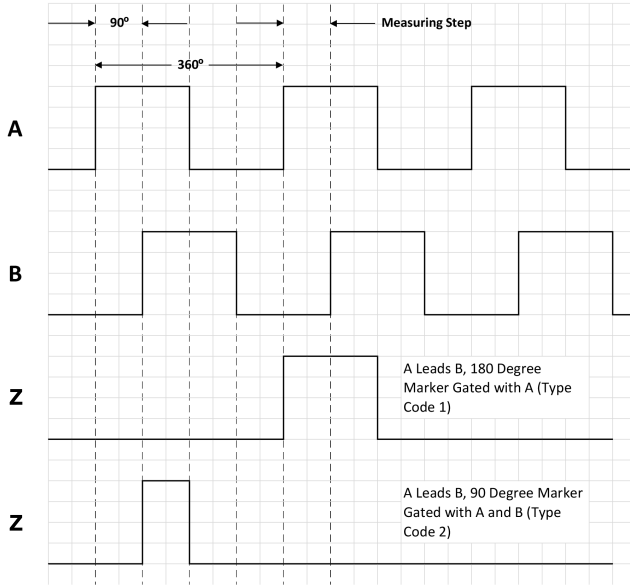 90° Measuring Step
360°
A
B
A Leads B, 180 Degree
Marker Gated with A (Type
Code 1)
Z
A Leads B, 90 Degree Marker
Gated with A and B (Type
Code 2)
Z